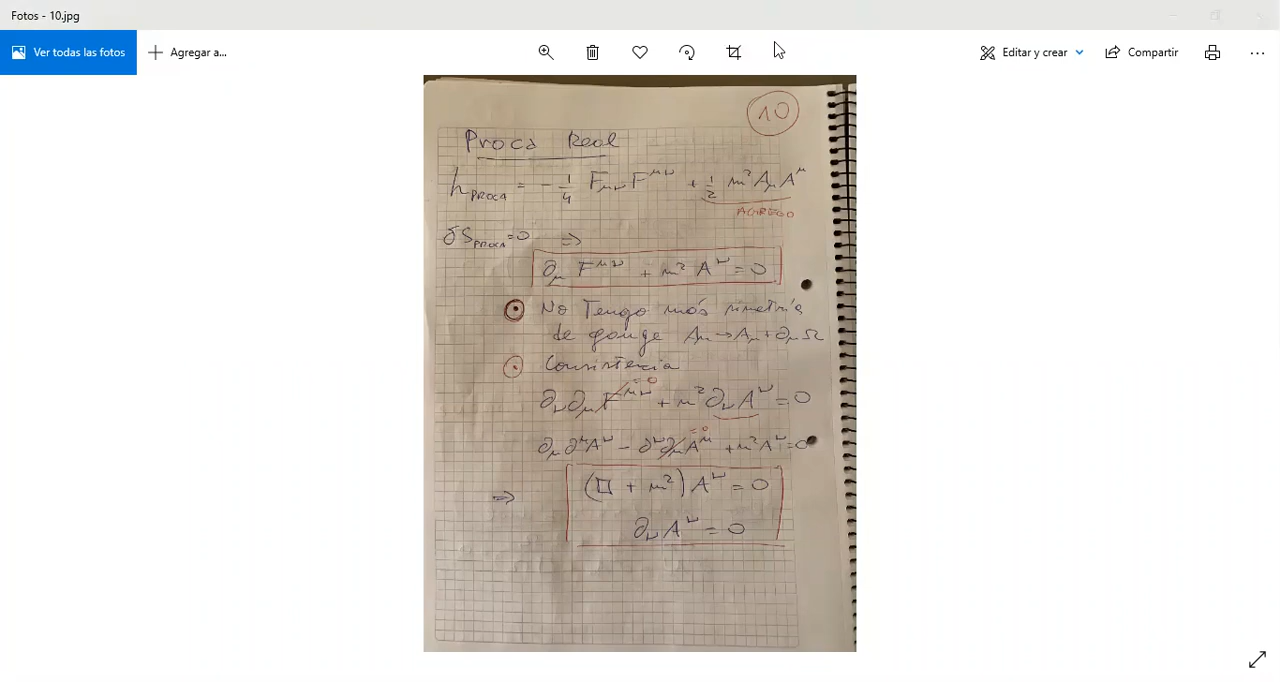 Fotos - 10.jpg
Ver todas las fotos
Agregar a...
Editar y crear
Compartir
10
Proca Real
ℒ_PROCA = - 1/4 F_μν F^μν + 1/2 m² A_μ A^μ
AGREGO
δS_PROCA = 0 ⇒
∂_μ F^μν + m² A^ν = 0
No Tengo más simetría
de gauge A_μ → A_μ + ∂_μ Ω
Consistencia
= 0
∂_ν ∂_μ F^μν + m² ∂_ν A^ν = 0
= 0
∂_μ ∂^μ A^ν - ∂^ν ∂_μ A^μ + m² A^ν = 0
⇒ (□ + m²) A^ν = 0
∂_ν A^ν = 0